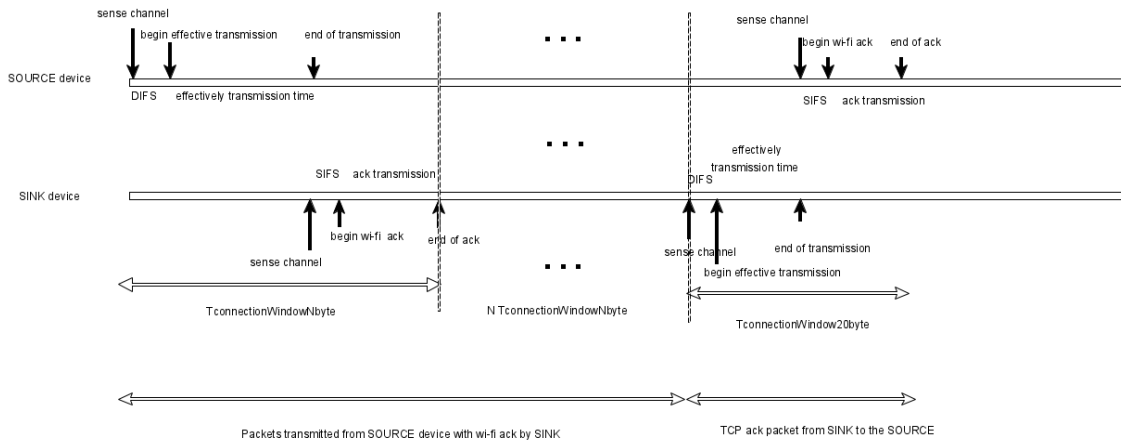 sense channel
begin effective transmission
end of transmission
sense channel
begin wi-fi ack
end of ack
SOURCE device
DIFS
effectively transmission time
SIFS
ack transmission
effectively
transmission time
SIFS
ack transmission
DIFS
SINK device
begin wi-fi ack
end of ack
sense channel
end of transmission
sense channel
begin effective transmission
TconnectionWindowNbyte
N TconnectionWindowNbyte
TconnectionWindow20byte
Packets transmitted from SOURCE device with wi-fi ack by SINK
TCP ack packet from SINK to the SOURCE